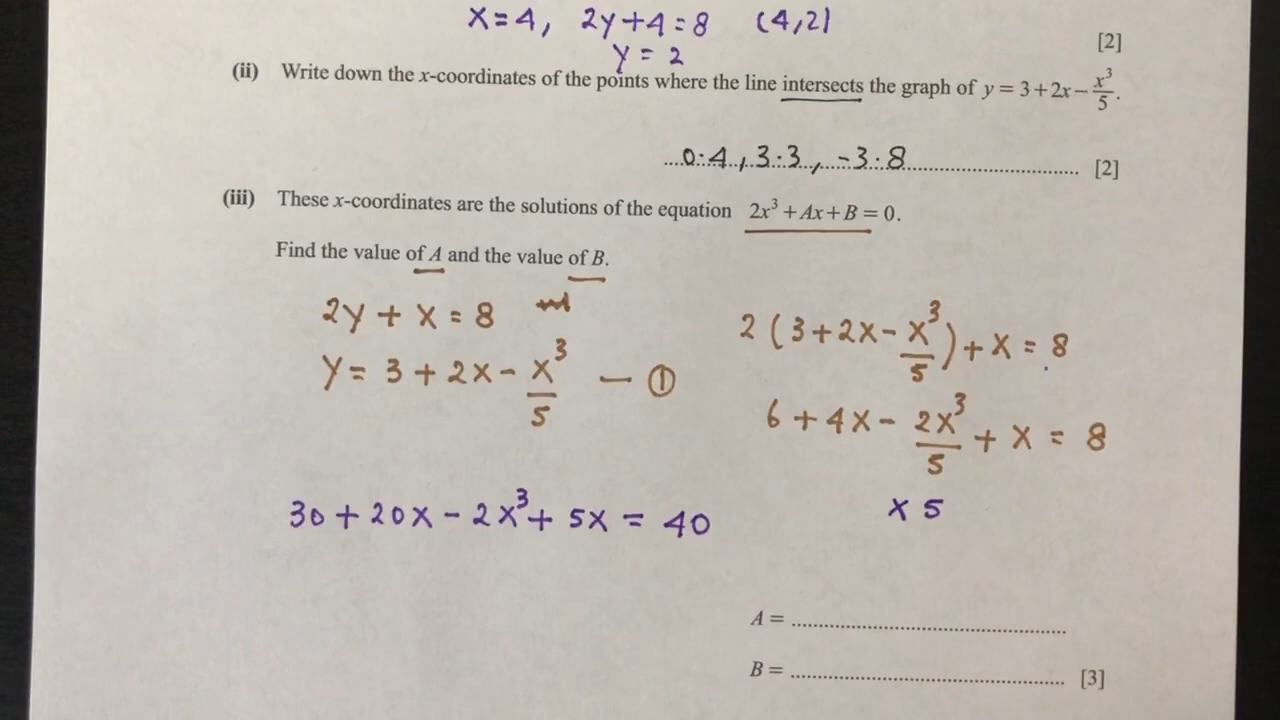 x=4, 2y+4=8 (4,2)
y=2
[2]
(ii) Write down the x-coordinates of the points where the line intersects the graph of y = 3+2x−x³/5.
0.4, 3.3, −3.8 [2]
(iii) These x-coordinates are the solutions of the equation 2x³+Ax+B = 0.
Find the value of A and the value of B.
2y + x = 8
y = 3 + 2x − x³/5 — ①
2(3+2x−x³/5)+x = 8
6+4x−2x³/5+x = 8
x 5
30+20x−2x³+5x = 40
A = ............................................................
B = ............................................................ [3]